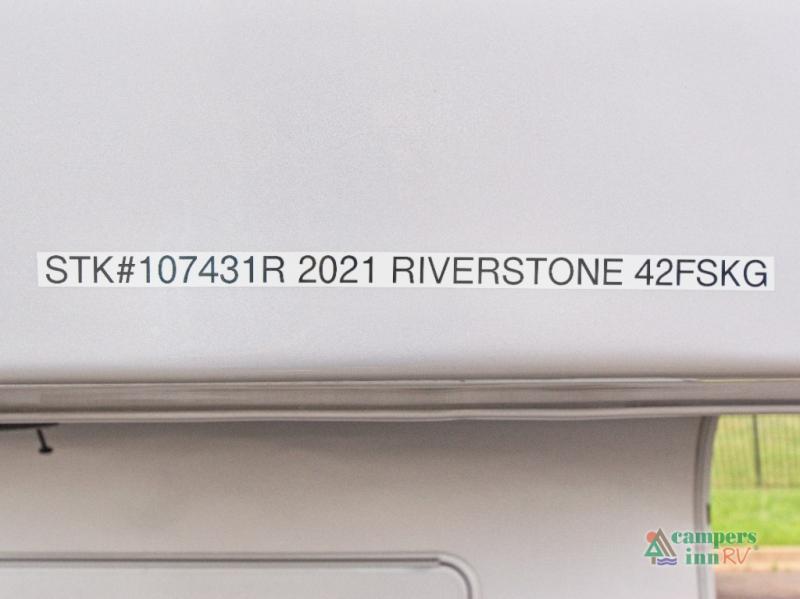 STK#107431R 2021 RIVERSTONE 42FSKG
campers
inn RV